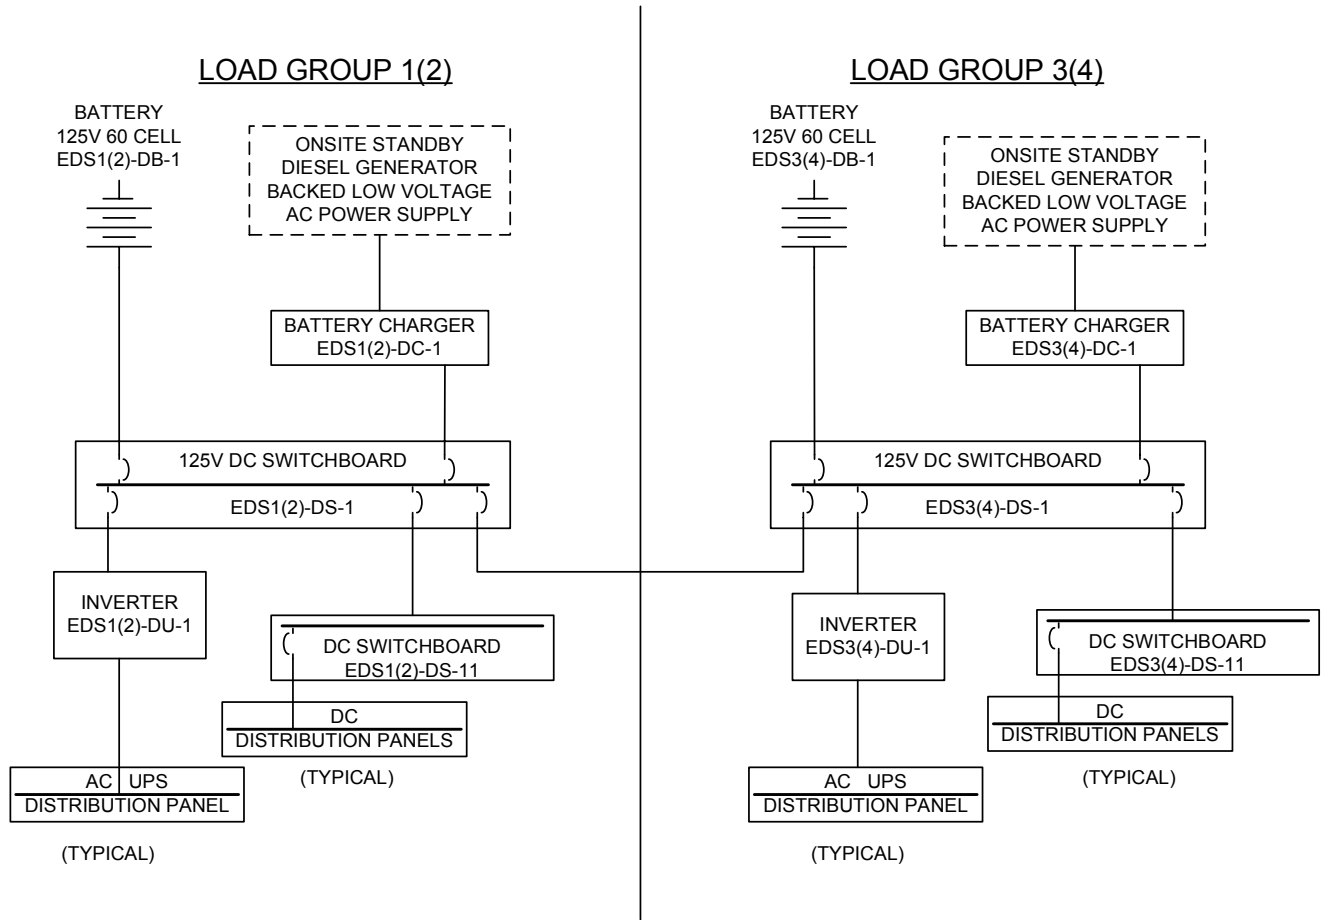 LOAD GROUP 1(2)
BATTERY
125V 60 CELL
EDS1(2)-DB-1
ONSITE STANDBY
DIESEL GENERATOR
BACKED LOW VOLTAGE
AC POWER SUPPLY
BATTERY CHARGER
EDS1(2)-DC-1
125V DC SWITCHBOARD
EDS1(2)-DS-1
INVERTER
EDS1(2)-DU-1
DC SWITCHBOARD
EDS1(2)-DS-11
DC
DISTRIBUTION PANELS
(TYPICAL)
AC UPS
DISTRIBUTION PANEL
(TYPICAL)
LOAD GROUP 3(4)
BATTERY
125V 60 CELL
EDS3(4)-DB-1
ONSITE STANDBY
DIESEL GENERATOR
BACKED LOW VOLTAGE
AC POWER SUPPLY
BATTERY CHARGER
EDS3(4)-DC-1
125V DC SWITCHBOARD
EDS3(4)-DS-1
INVERTER
EDS3(4)-DU-1
DC SWITCHBOARD
EDS3(4)-DS-11
DC
DISTRIBUTION PANELS
(TYPICAL)
AC UPS
DISTRIBUTION PANEL
(TYPICAL)